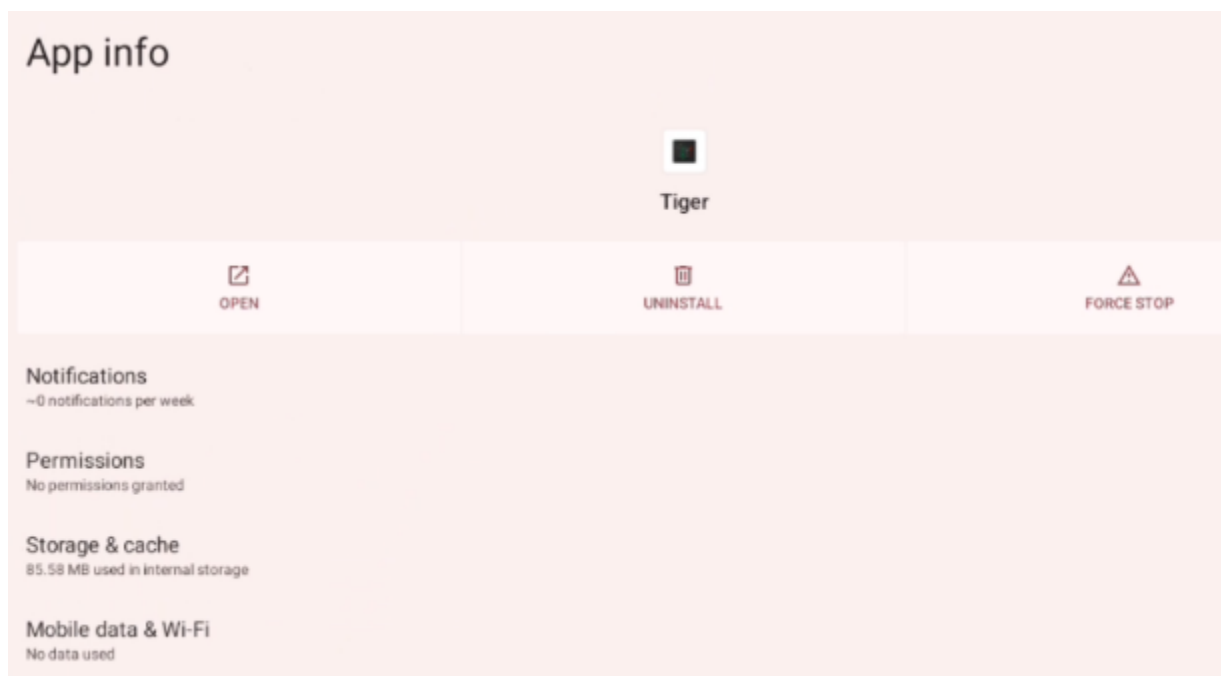 App info
Tiger
OPEN
UNINSTALL
FORCE STOP
Notifications
~0 notifications per week
Permissions
No permissions granted
Storage & cache
85.58 MB used in internal storage
Mobile data & Wi-Fi
No data used